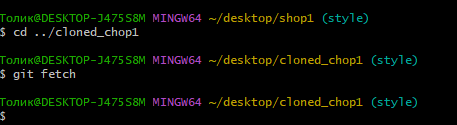 Толик@DESKTOP-J475S8M MINGW64 ~/desktop/shop1 (style)
$ cd ../cloned_chop1
Толик@DESKTOP-J475S8M MINGW64 ~/desktop/cloned_chop1 (style)
$ git fetch
Толик@DESKTOP-J475S8M MINGW64 ~/desktop/cloned_chop1 (style)
$